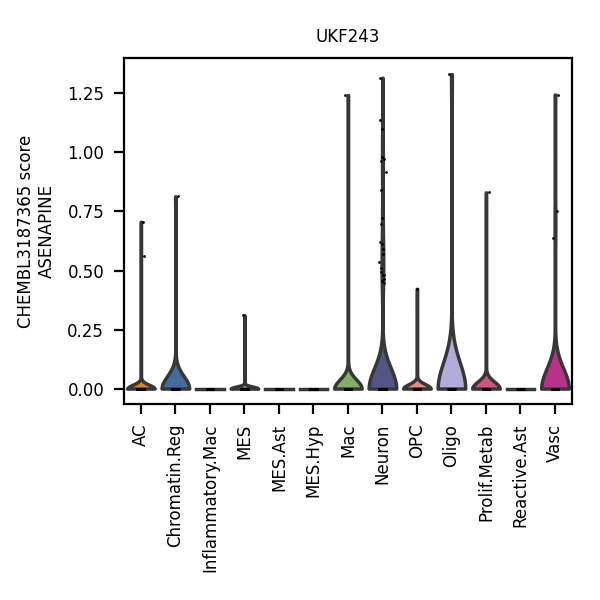 UKF243
CHEMBL3187365 score
ASENAPINE
1.25
1.00
0.75
0.50
0.25
0.00
AC
Chromatin.Reg
Inflammatory.Mac
MES
MES.Ast
MES.Hyp
Mac
Neuron
OPC
Oligo
Prolif.Metab
Reactive.Ast
Vasc